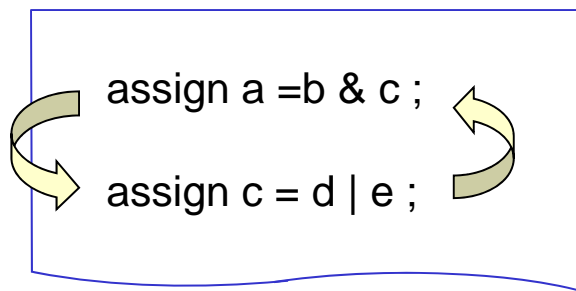 assign a =b & c ;
assign c = d | e ;